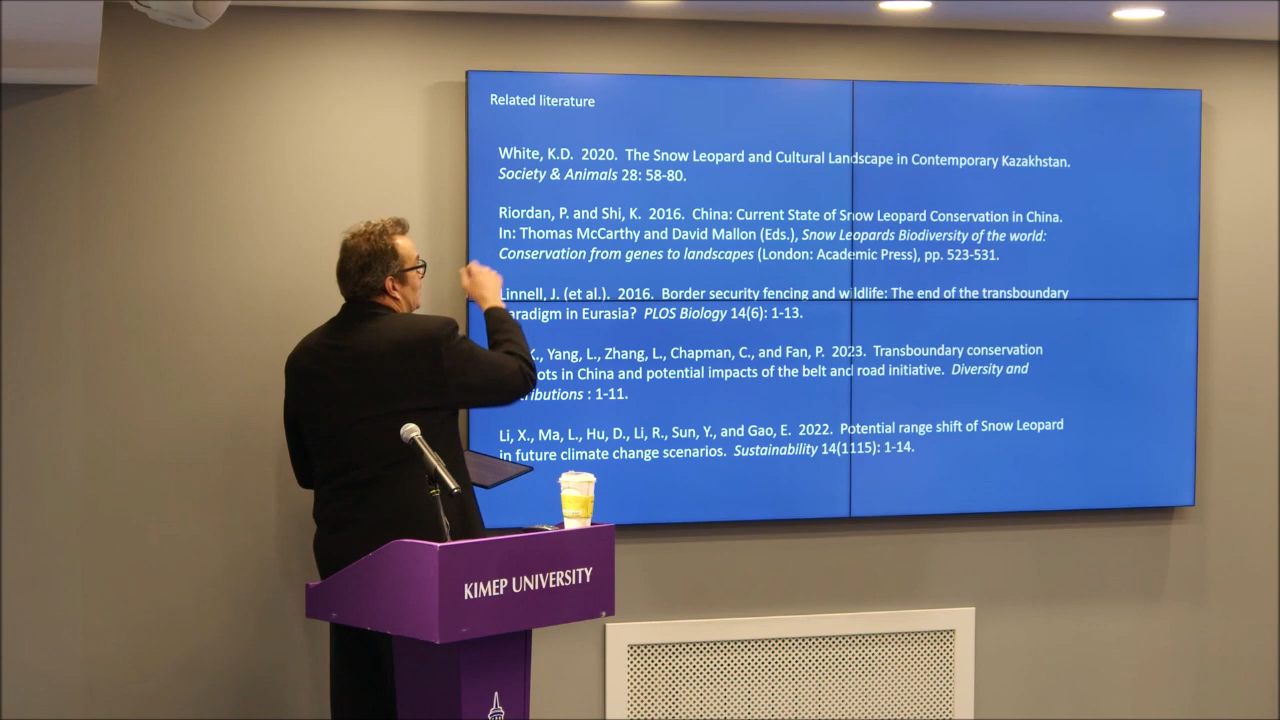 Related literature
White, K.D. 2020. The Snow Leopard and Cultural Landscape in Contemporary Kazakhstan.
Society & Animals 28: 58-80.
Riordan, P. and Shi, K. 2016. China: Current State of Snow Leopard Conservation in China.
In: Thomas McCarthy and David Mallon (Eds.), Snow Leopards Biodiversity of the world:
Conservation from genes to landscapes (London: Academic Press), pp. 523-531.
Linnell, J. (et al.). 2016. Border security fencing and wildlife: The end of the transboundary
aradigm in Eurasia? PLOS Biology 14(6): 1-13.
Yang, L., Zhang, L., Chapman, C., and Fan, P. 2023. Transboundary conservation
ots in China and potential impacts of the belt and road initiative. Diversity and
tributions : 1-11.
Li, X., Ma, L., Hu, D., Li, R., Sun, Y., and Gao, E. 2022. Potential range shift of Snow Leopard
in future climate change scenarios. Sustainability 14(1115): 1-14.
KIMEP UNIVERSITY